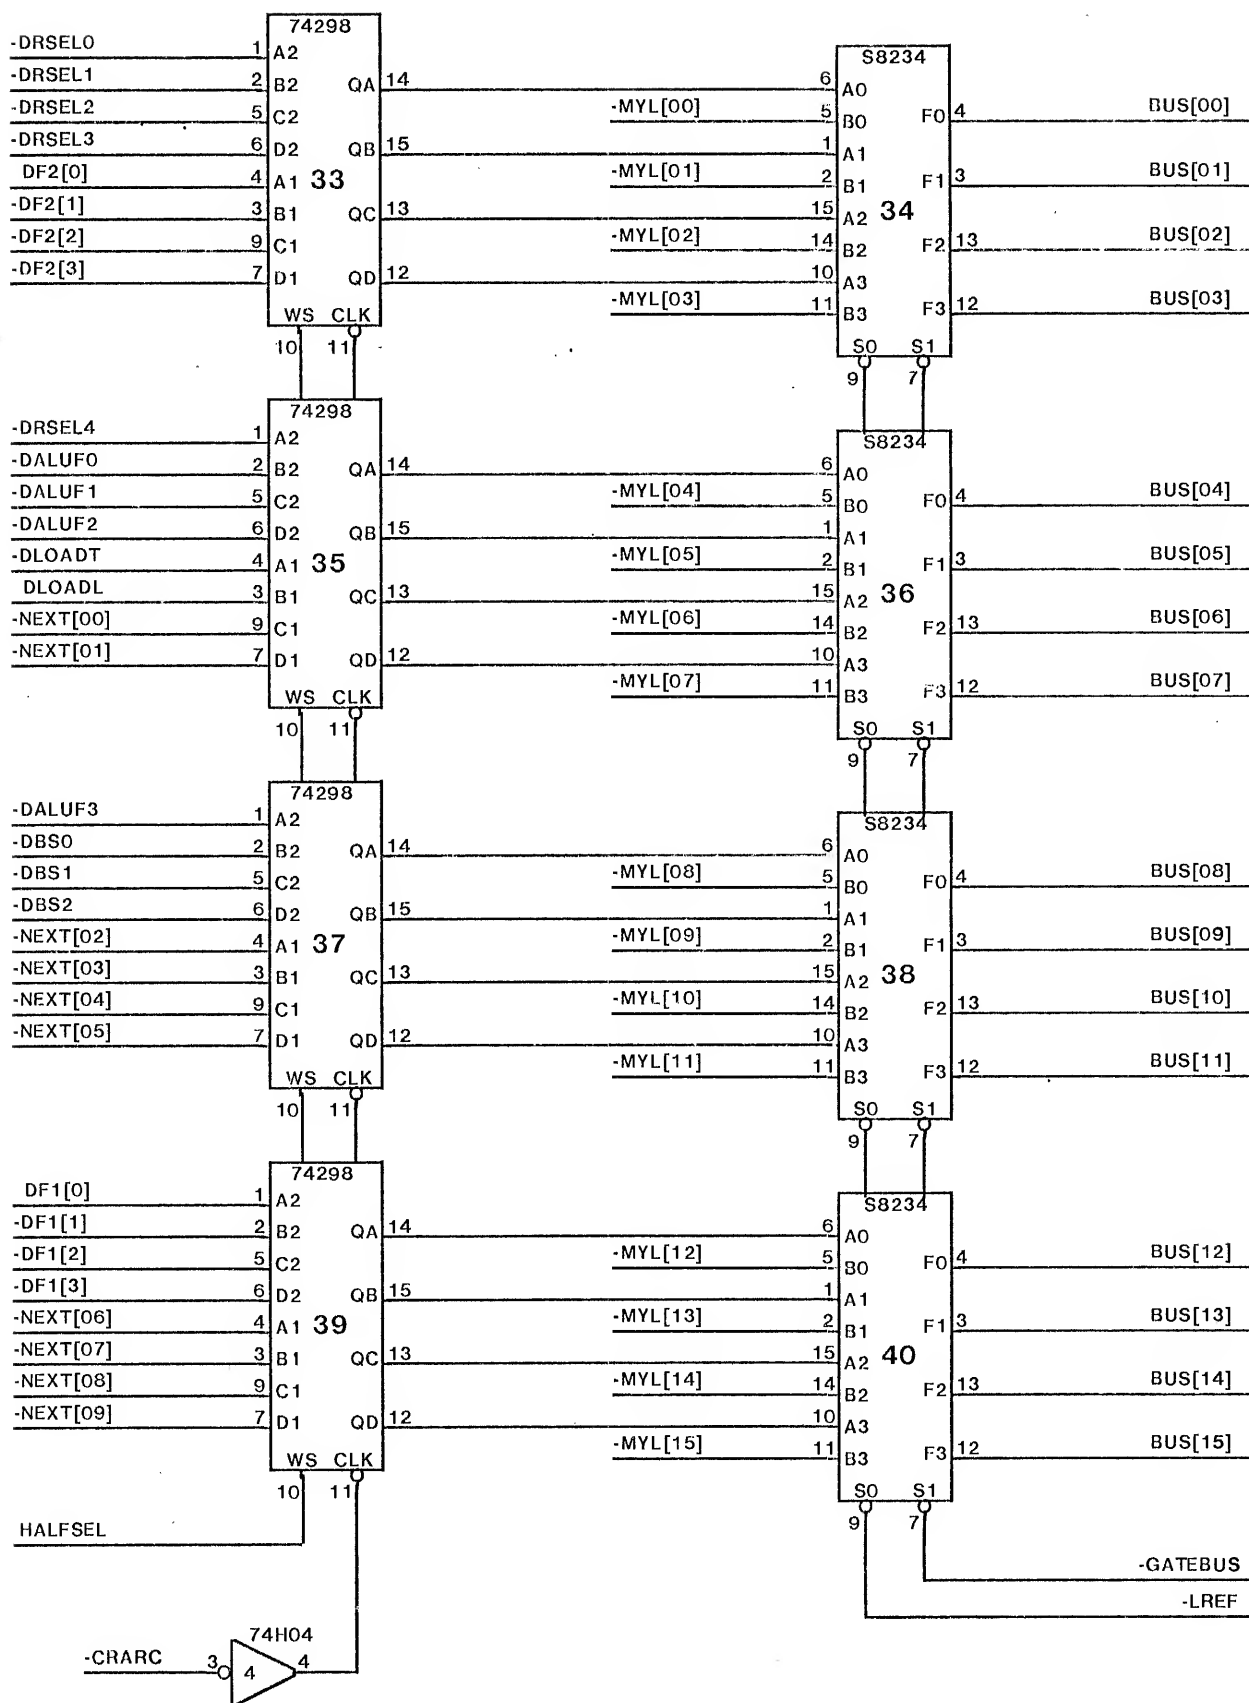 74298
-DRSEL0 1 A2
-DRSEL1 2 B2 QA 14
-DRSEL2 5 C2
-DRSEL3 6 D2 QB 15
DF2[0] 4 A1 33
-DF2[1] 3 B1 QC 13
-DF2[2] 9 C1
-DF2[3] 7 D1 QD 12
WS CLK
10 11
S8234
6 A0
-MYL[00] 5 B0 F0 4 BUS[00]
1 A1
-MYL[01] 2 B1 F1 3 BUS[01]
15 A2 34
-MYL[02] 14 B2 F2 13 BUS[02]
10 A3
-MYL[03] 11 B3 F3 12 BUS[03]
S0 S1
9 7
74298
-DRSEL4 1 A2
-DALUF0 2 B2 QA 14
-DALUF1 5 C2
-DALUF2 6 D2 QB 15
-DLOADT 4 A1 35
DLOADL 3 B1 QC 13
-NEXT[00] 9 C1
-NEXT[01] 7 D1 QD 12
WS CLK
10 11
S8234
6 A0
-MYL[04] 5 B0 F0 4 BUS[04]
1 A1
-MYL[05] 2 B1 F1 3 BUS[05]
15 A2 36
-MYL[06] 14 B2 F2 13 BUS[06]
10 A3
-MYL[07] 11 B3 F3 12 BUS[07]
S0 S1
9 7
74298
-DALUF3 1 A2
-DBS0 2 B2 QA 14
-DBS1 5 C2
-DBS2 6 D2 QB 15
-NEXT[02] 4 A1 37
-NEXT[03] 3 B1 QC 13
-NEXT[04] 9 C1
-NEXT[05] 7 D1 QD 12
WS CLK
10 11
S8234
6 A0
-MYL[08] 5 B0 F0 4 BUS[08]
1 A1
-MYL[09] 2 B1 F1 3 BUS[09]
15 A2 38
-MYL[10] 14 B2 F2 13 BUS[10]
10 A3
-MYL[11] 11 B3 F3 12 BUS[11]
S0 S1
9 7
74298
DF1[0] 1 A2
-DF1[1] 2 B2 QA 14
-DF1[2] 5 C2
-DF1[3] 6 D2 QB 15
-NEXT[06] 4 A1 39
-NEXT[07] 3 B1 QC 13
-NEXT[08] 9 C1
-NEXT[09] 7 D1 QD 12
WS CLK
10 11
S8234
6 A0
-MYL[12] 5 B0 F0 4 BUS[12]
1 A1
-MYL[13] 2 B1 F1 3 BUS[13]
15 A2 40
-MYL[14] 14 B2 F2 13 BUS[14]
10 A3
-MYL[15] 11 B3 F3 12 BUS[15]
S0 S1
9 7
HALFSEL
-GATEBUS
-LREF
74H04
-CRARC 3 4 4